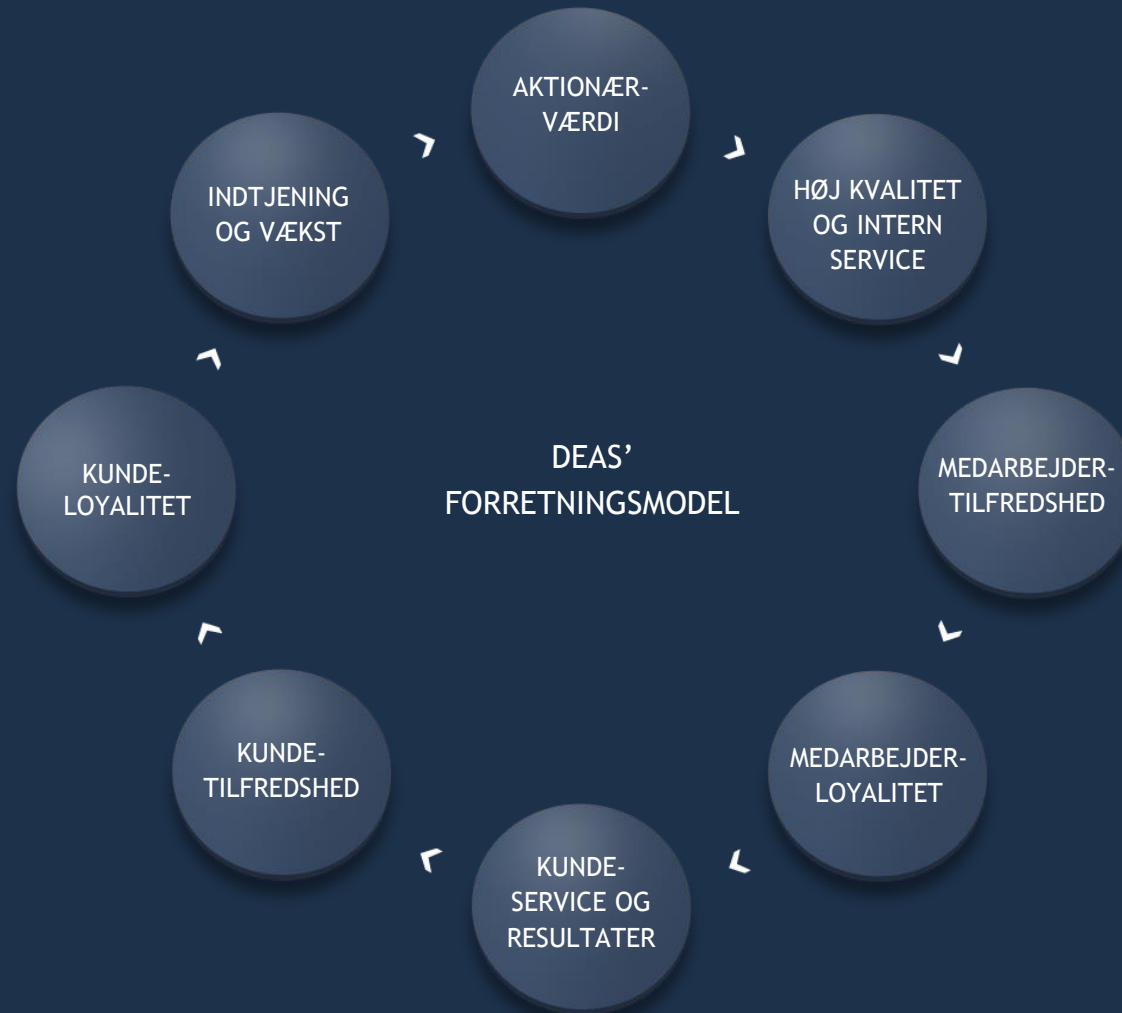 AKTIONÆR-
VÆRDI
HØJ KVALITET
OG INTERN
SERVICE
MEDARBEJDER-
TILFREDSHED
MEDARBEJDER-
LOYALITET
KUNDE-
SERVICE OG
RESULTATER
KUNDE-
TILFREDSHED
KUNDE-
LOYALITET
INDTJENING
OG VÆKST
DEAS’
FORRETNINGSMODEL